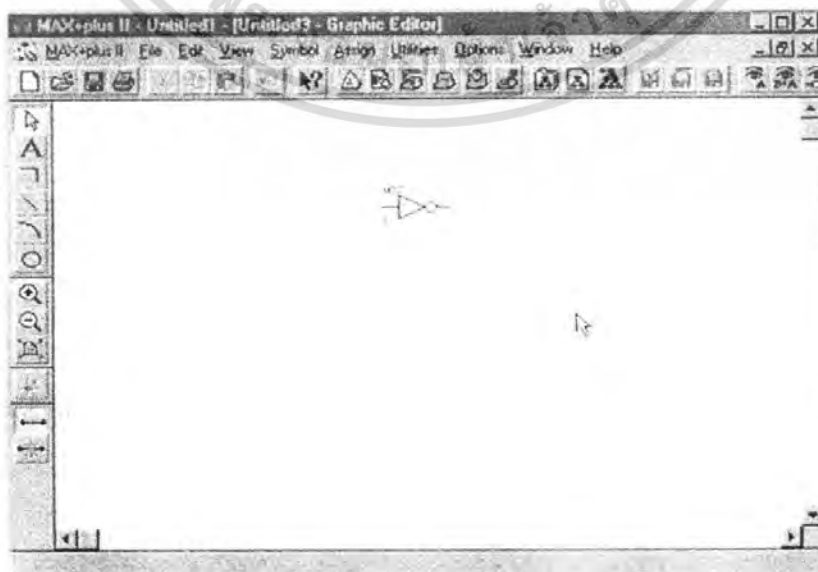 MAX+plus II - Untitled1 - [Untitled3 - Graphic Editor]
MAX+plus II File Edit View Symbol Assign Utilities Options Window Help